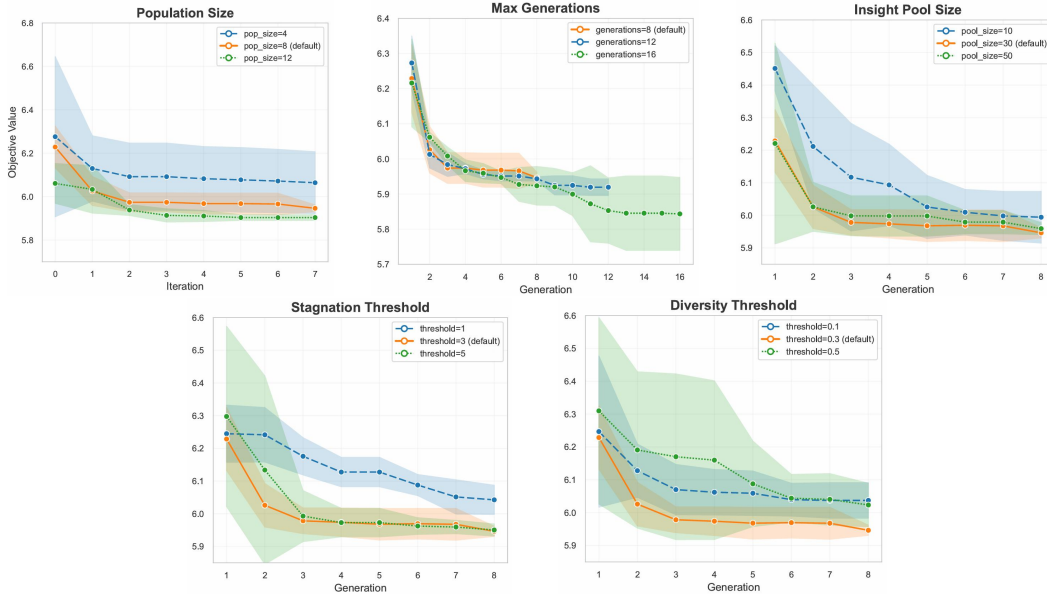 Population Size
pop_size=4
pop_size=8 (default)
pop_size=12
Objective Value
6.8
6.6
6.4
6.2
6.0
5.8
0 1 2 3 4 5 6 7
Iteration
Max Generations
generations=8 (default)
generations=12
generations=16
6.4
6.3
6.2
6.1
6.0
5.9
5.8
5.7
2 4 6 8 10 12 14 16
Generation
Insight Pool Size
pool_size=10
pool_size=30 (default)
pool_size=50
6.6
6.5
6.4
6.3
6.2
6.1
6.0
5.9
1 2 3 4 5 6 7 8
Generation
Stagnation Threshold
threshold=1
threshold=3 (default)
threshold=5
6.6
6.5
6.4
6.3
6.2
6.1
6.0
5.9
1 2 3 4 5 6 7 8
Generation
Diversity Threshold
threshold=0.1
threshold=0.3 (default)
threshold=0.5
6.6
6.5
6.4
6.3
6.2
6.1
6.0
5.9
1 2 3 4 5 6 7 8
Generation